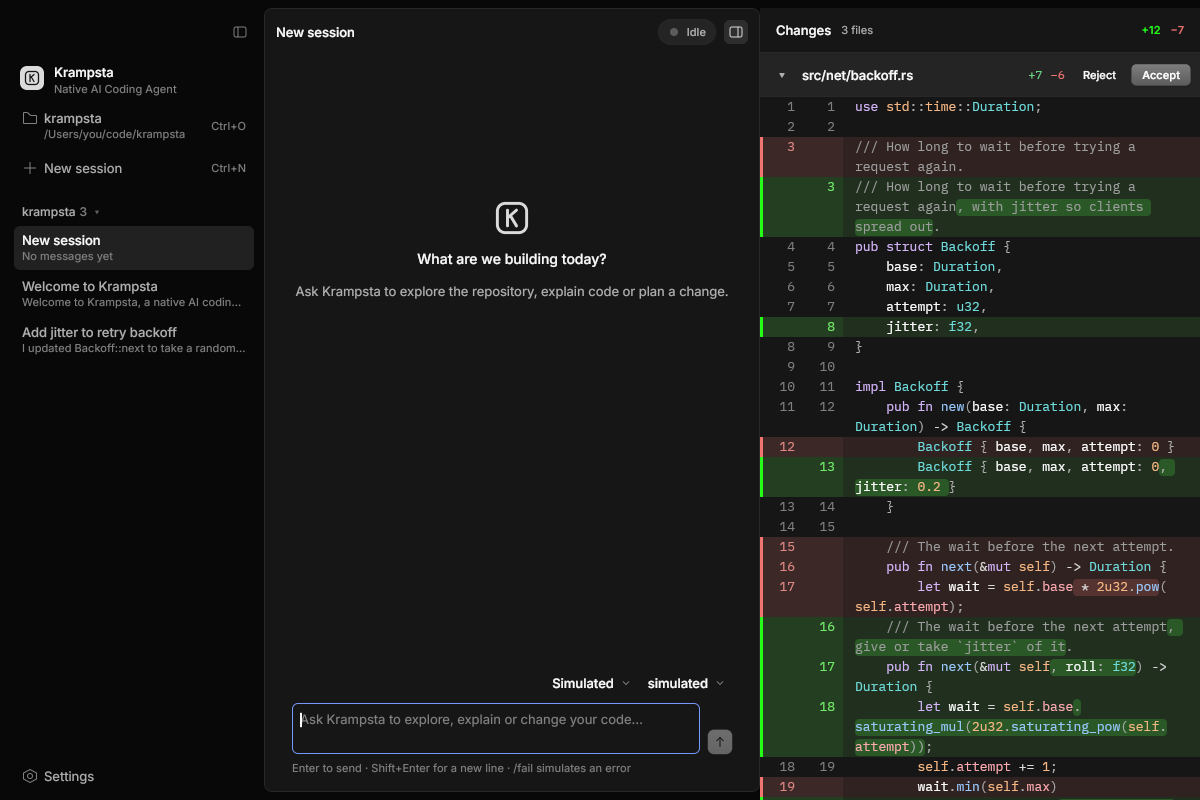 Krampsta
Native AI Coding Agent
krampsta
/Users/you/code/krampsta
Ctrl+O
New session
Ctrl+N
krampsta 3
New session
No messages yet
Welcome to Krampsta
Welcome to Krampsta, a native AI codin...
Add jitter to retry backoff
I updated Backoff::next to take a random...
Settings
New session
Idle
K
What are we building today?
Ask Krampsta to explore the repository, explain code or plan a change.
Simulated
simulated
Ask Krampsta to explore, explain or change your code...
Enter to send · Shift+Enter for a new line · /fail simulates an error
Changes 3 files
+12 −7
src/net/backoff.rs
+7 −6
Reject
Accept
1 1 use std::time::Duration;
2 2
3 /// How long to wait before trying a
request again.
3 /// How long to wait before trying a
request again, with jitter so clients
spread out.
4 4 pub struct Backoff {
5 5 base: Duration,
6 6 max: Duration,
7 7 attempt: u32,
8 jitter: f32,
8 9 }
9 10
10 11 impl Backoff {
11 12 pub fn new(base: Duration, max:
Duration) -> Backoff {
12 Backoff { base, max, attempt: 0 }
13 Backoff { base, max, attempt: 0,
jitter: 0.2 }
13 14 }
14 15
15 /// The wait before the next attempt.
16 pub fn next(&mut self) -> Duration {
17 let wait = self.base * 2u32.pow(
self.attempt);
16 /// The wait before the next attempt,
give or take `jitter` of it.
17 pub fn next(&mut self, roll: f32) ->
Duration {
18 let wait = self.base.
saturating_mul(2u32.saturating_pow(self.
attempt));
18 19 self.attempt += 1;
19 wait.min(self.max)